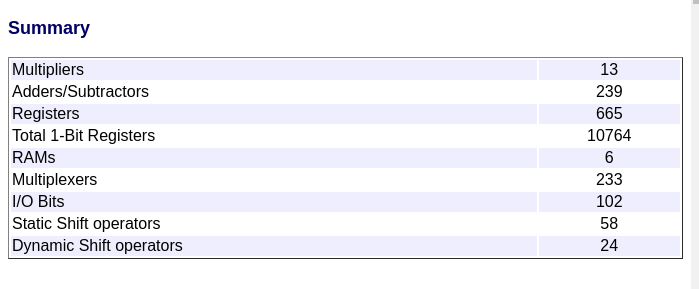 Summary
Multipliers 13
Adders/Subtractors 239
Registers 665
Total 1-Bit Registers 10764
RAMs 6
Multiplexers 233
I/O Bits 102
Static Shift operators 58
Dynamic Shift operators 24